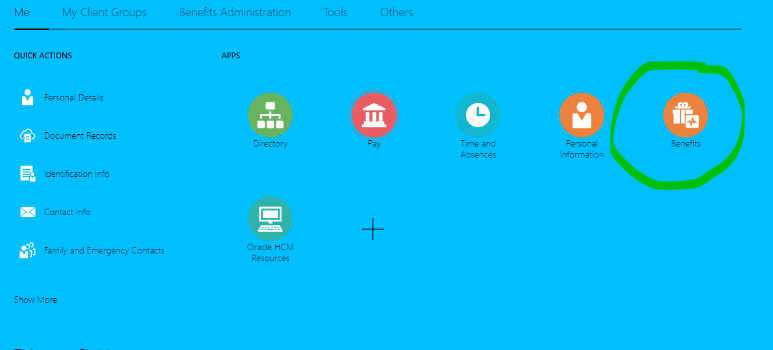 Me My Client Groups Benefits Administration Tools Others
QUICK ACTIONS
Personal Details
Document Records
Identification Info
Contact Info
Family and Emergency Contacts
Show More
APPS
Directory
Pay
Time and
Absences
Personal
Information
Benefits
Oracle HCM
Resources